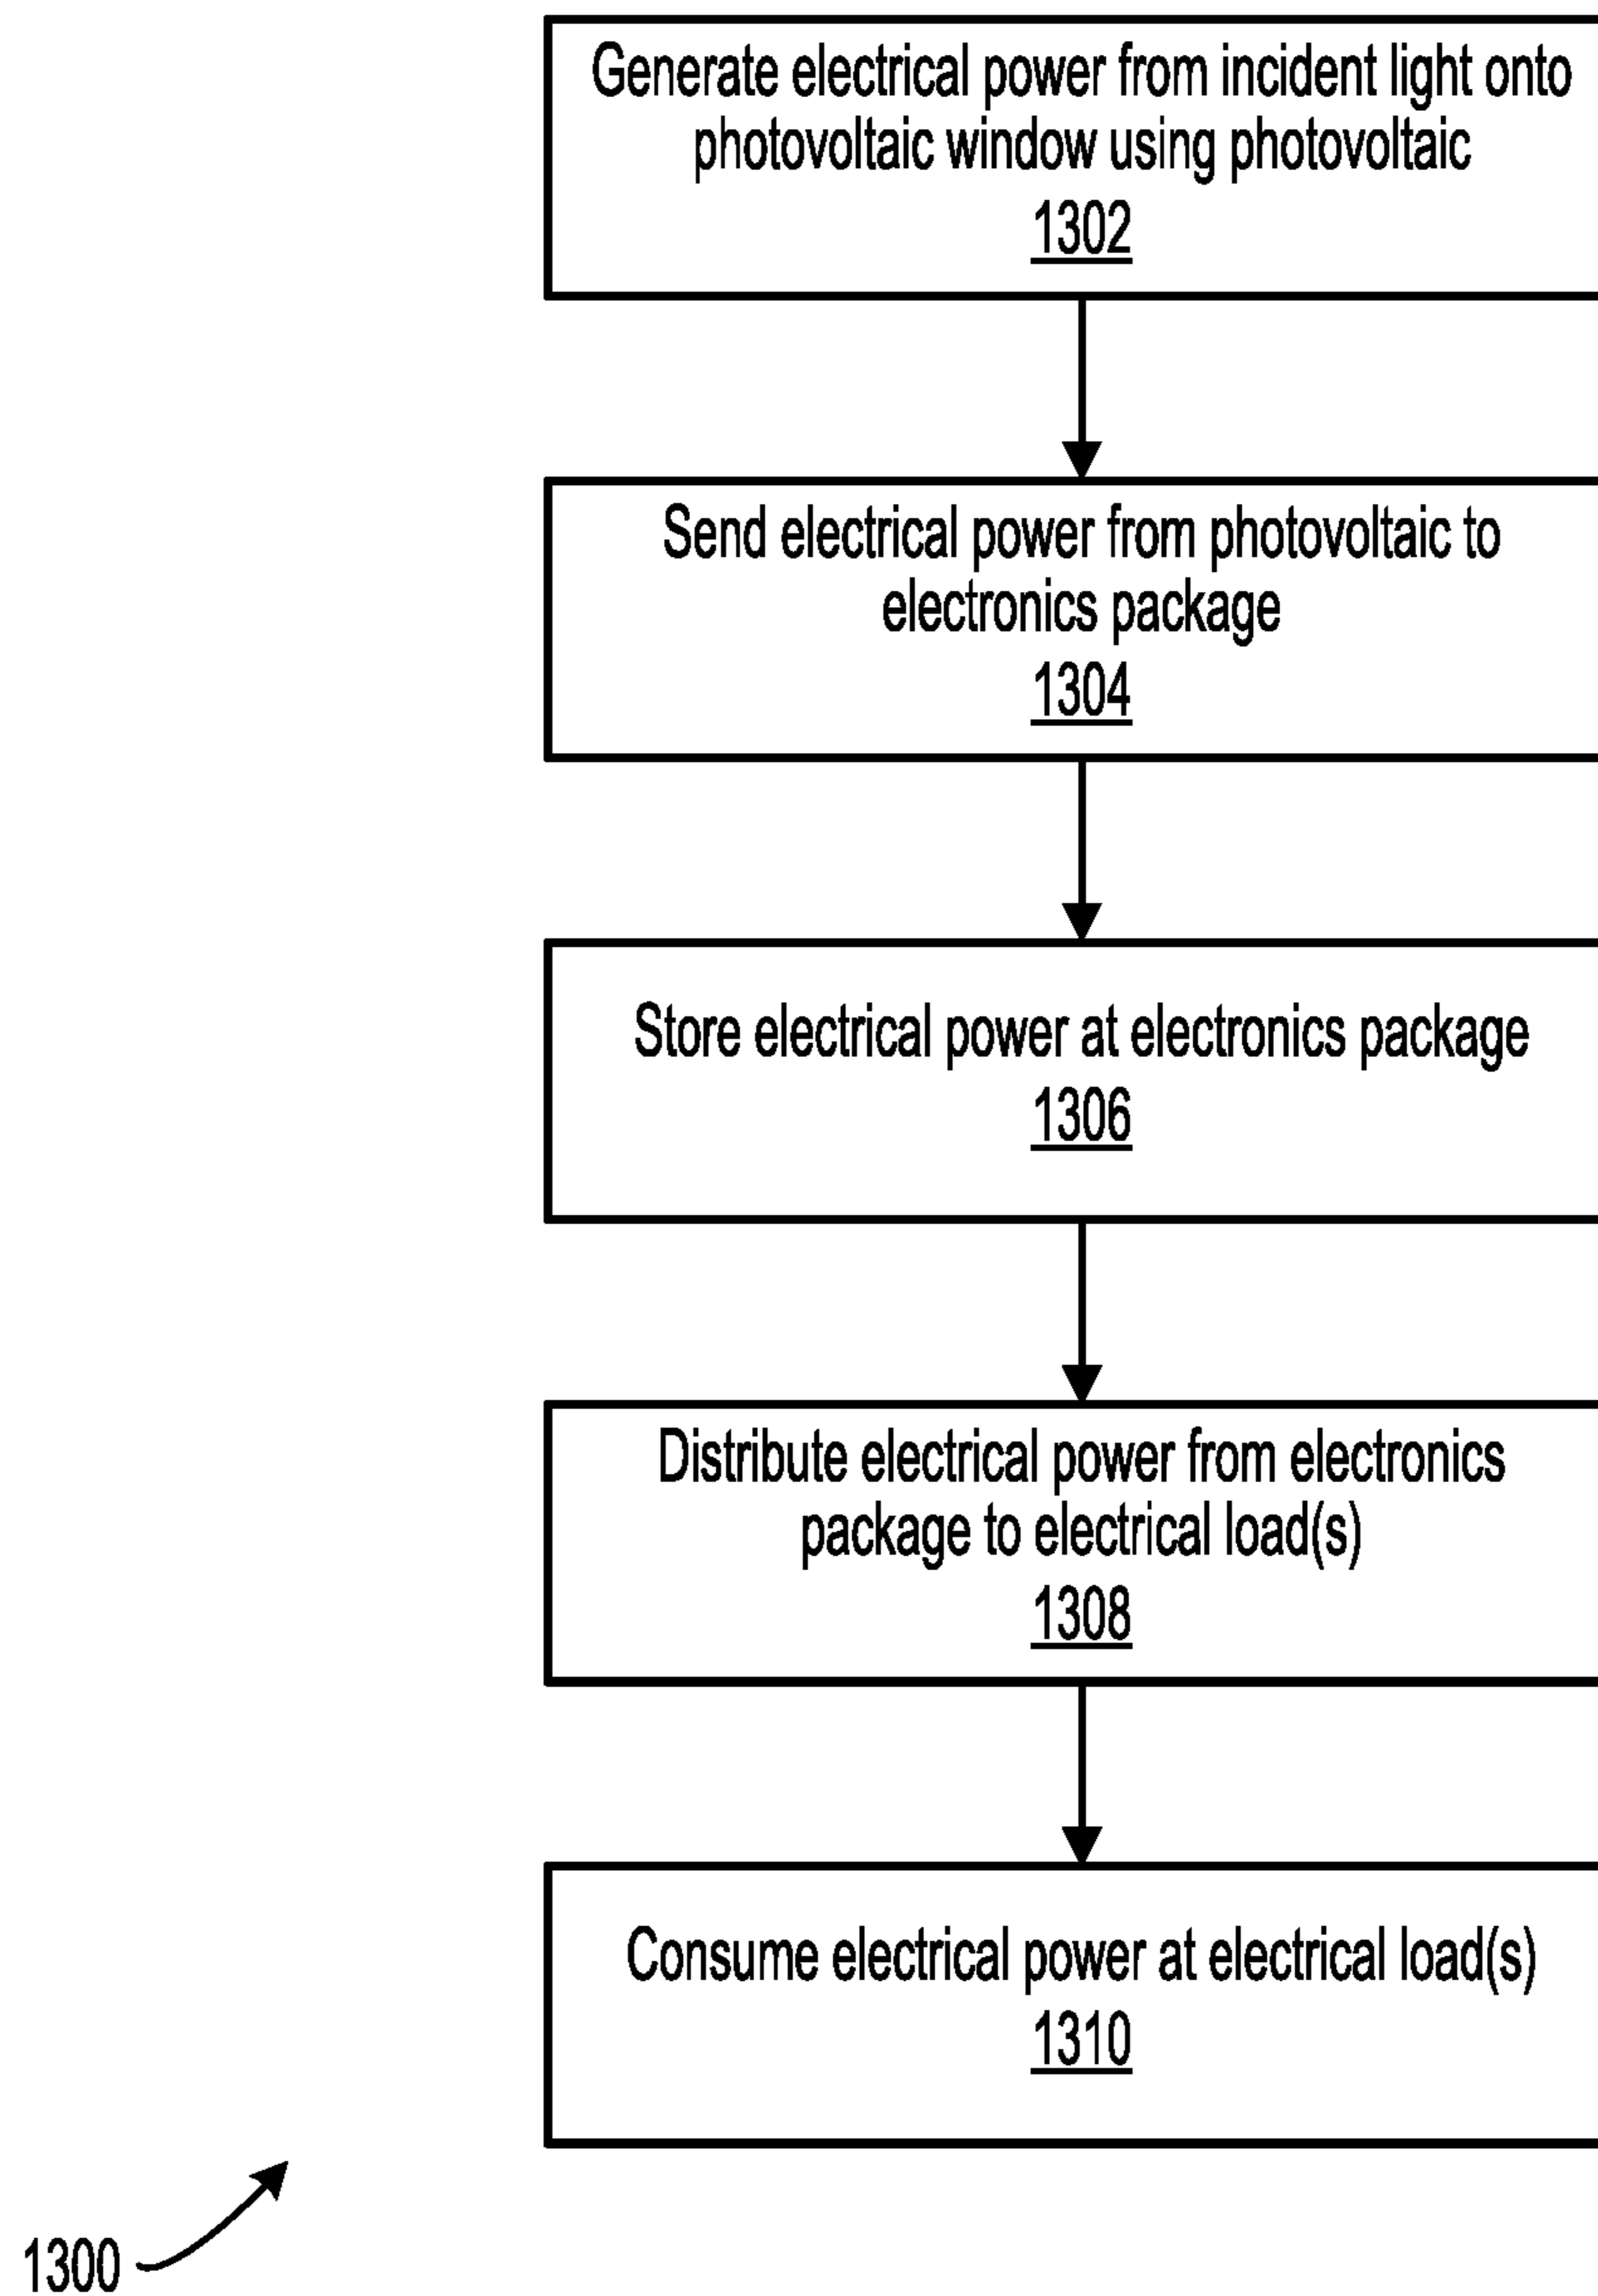 Generate electrical power from incident light onto
photovoltaic window using photovoltaic
1302
Send electrical power from photovoltaic to
electronics package
1304
Store electrical power at electronics package
1306
Distribute electrical power from electronics
package to electrical load(s)
1308
Consume electrical power at electrical load(s)
1310
1300